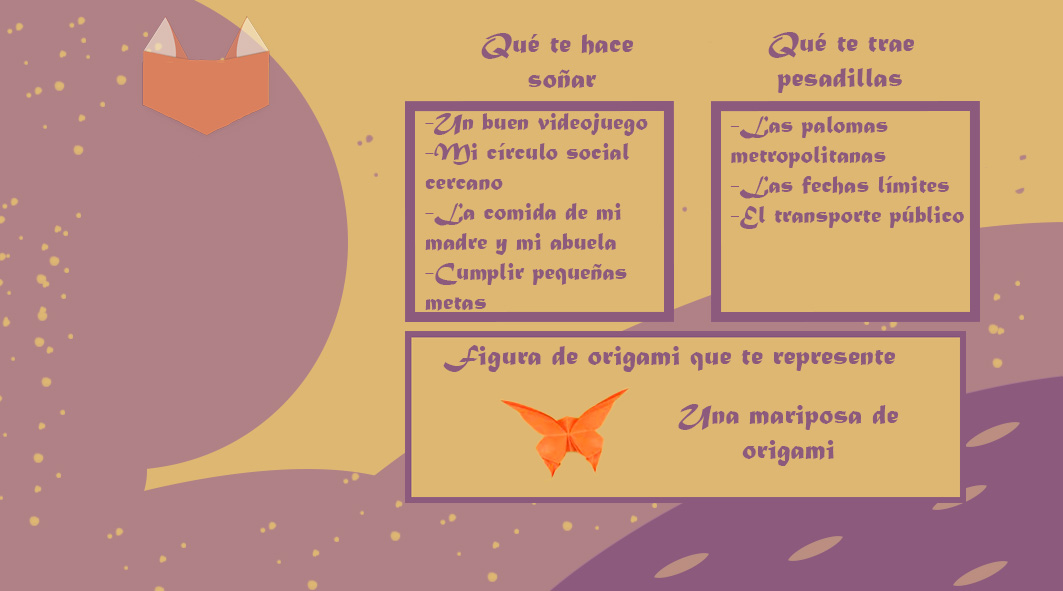 Qué te hace
soñar
-Un buen videojuego
-Mi círculo social
cercano
-La comida de mi
madre y mi abuela
-Cumplir pequeñas
metas
Qué te trae
pesadillas
-Las palomas
metropolitanas
-Las fechas límites
-El transporte público
Figura de origami que te represente
Una mariposa de
origami